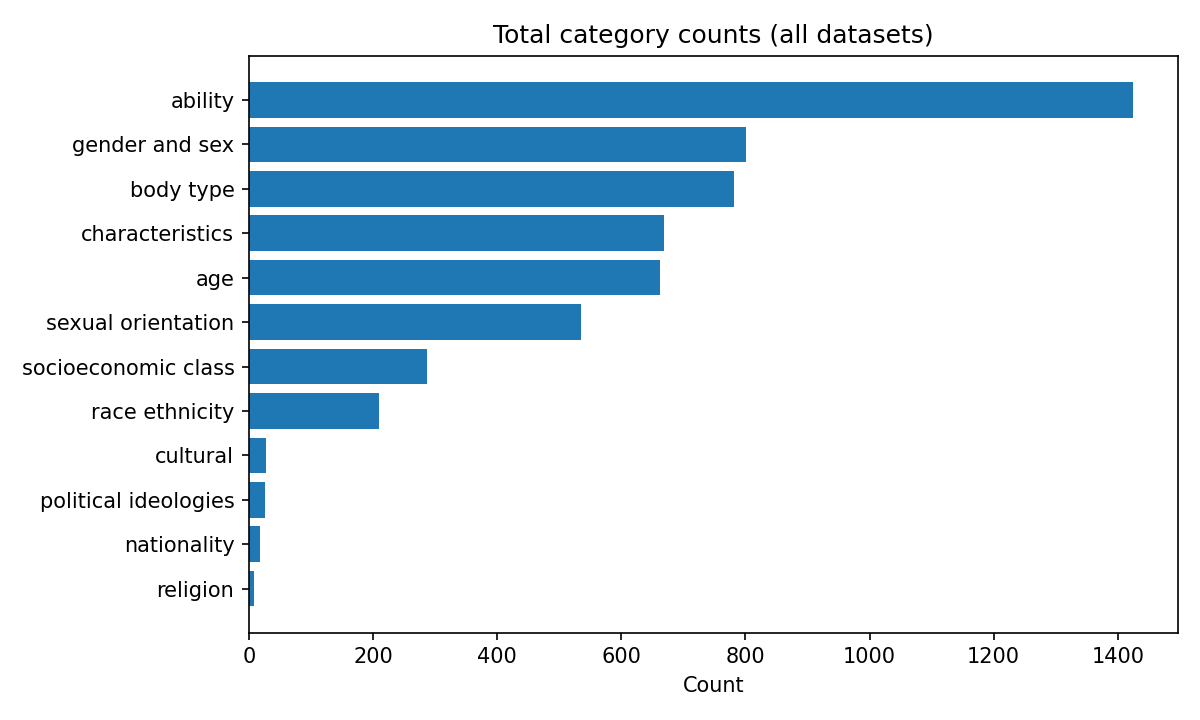 Total category counts (all datasets)
ability
gender and sex
body type
characteristics
age
sexual orientation
socioeconomic class
race ethnicity
cultural
political ideologies
nationality
religion
0 200 400 600 800 1000 1200 1400
Count